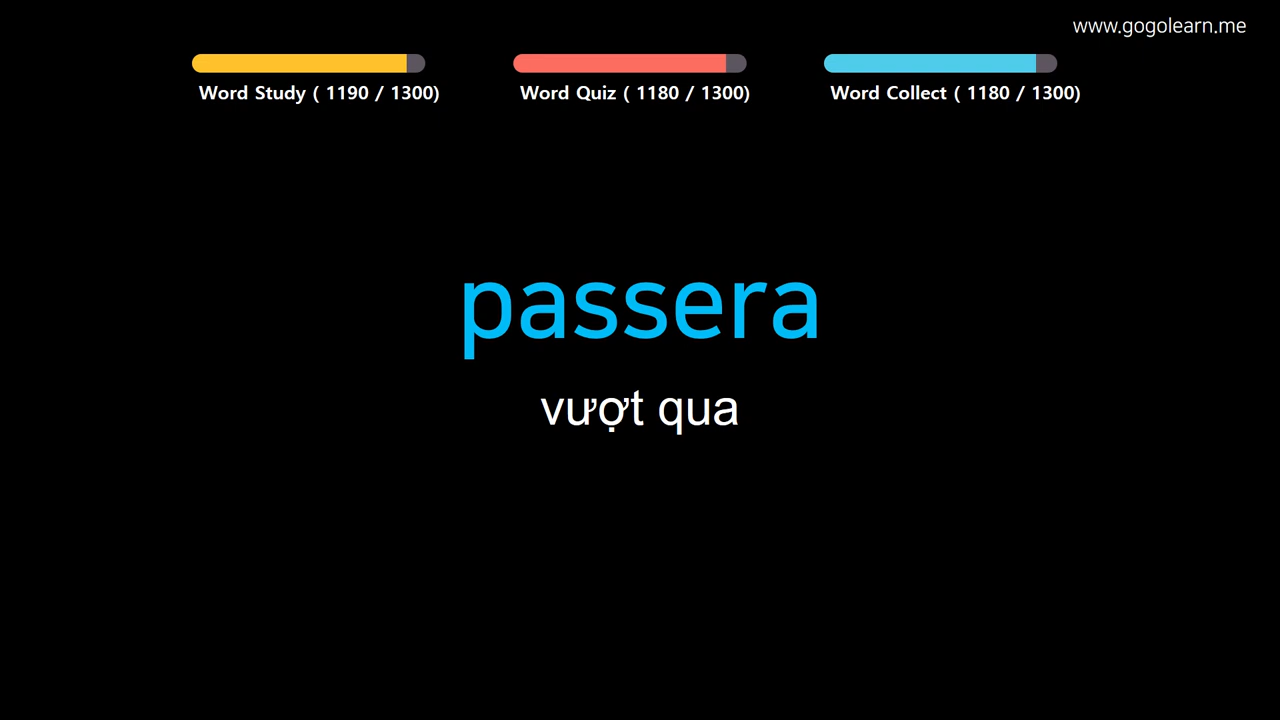 www.gogolearn.me
Word Study ( 1190 / 1300)
Word Quiz ( 1180 / 1300)
Word Collect ( 1180 / 1300)
passera
vượt qua